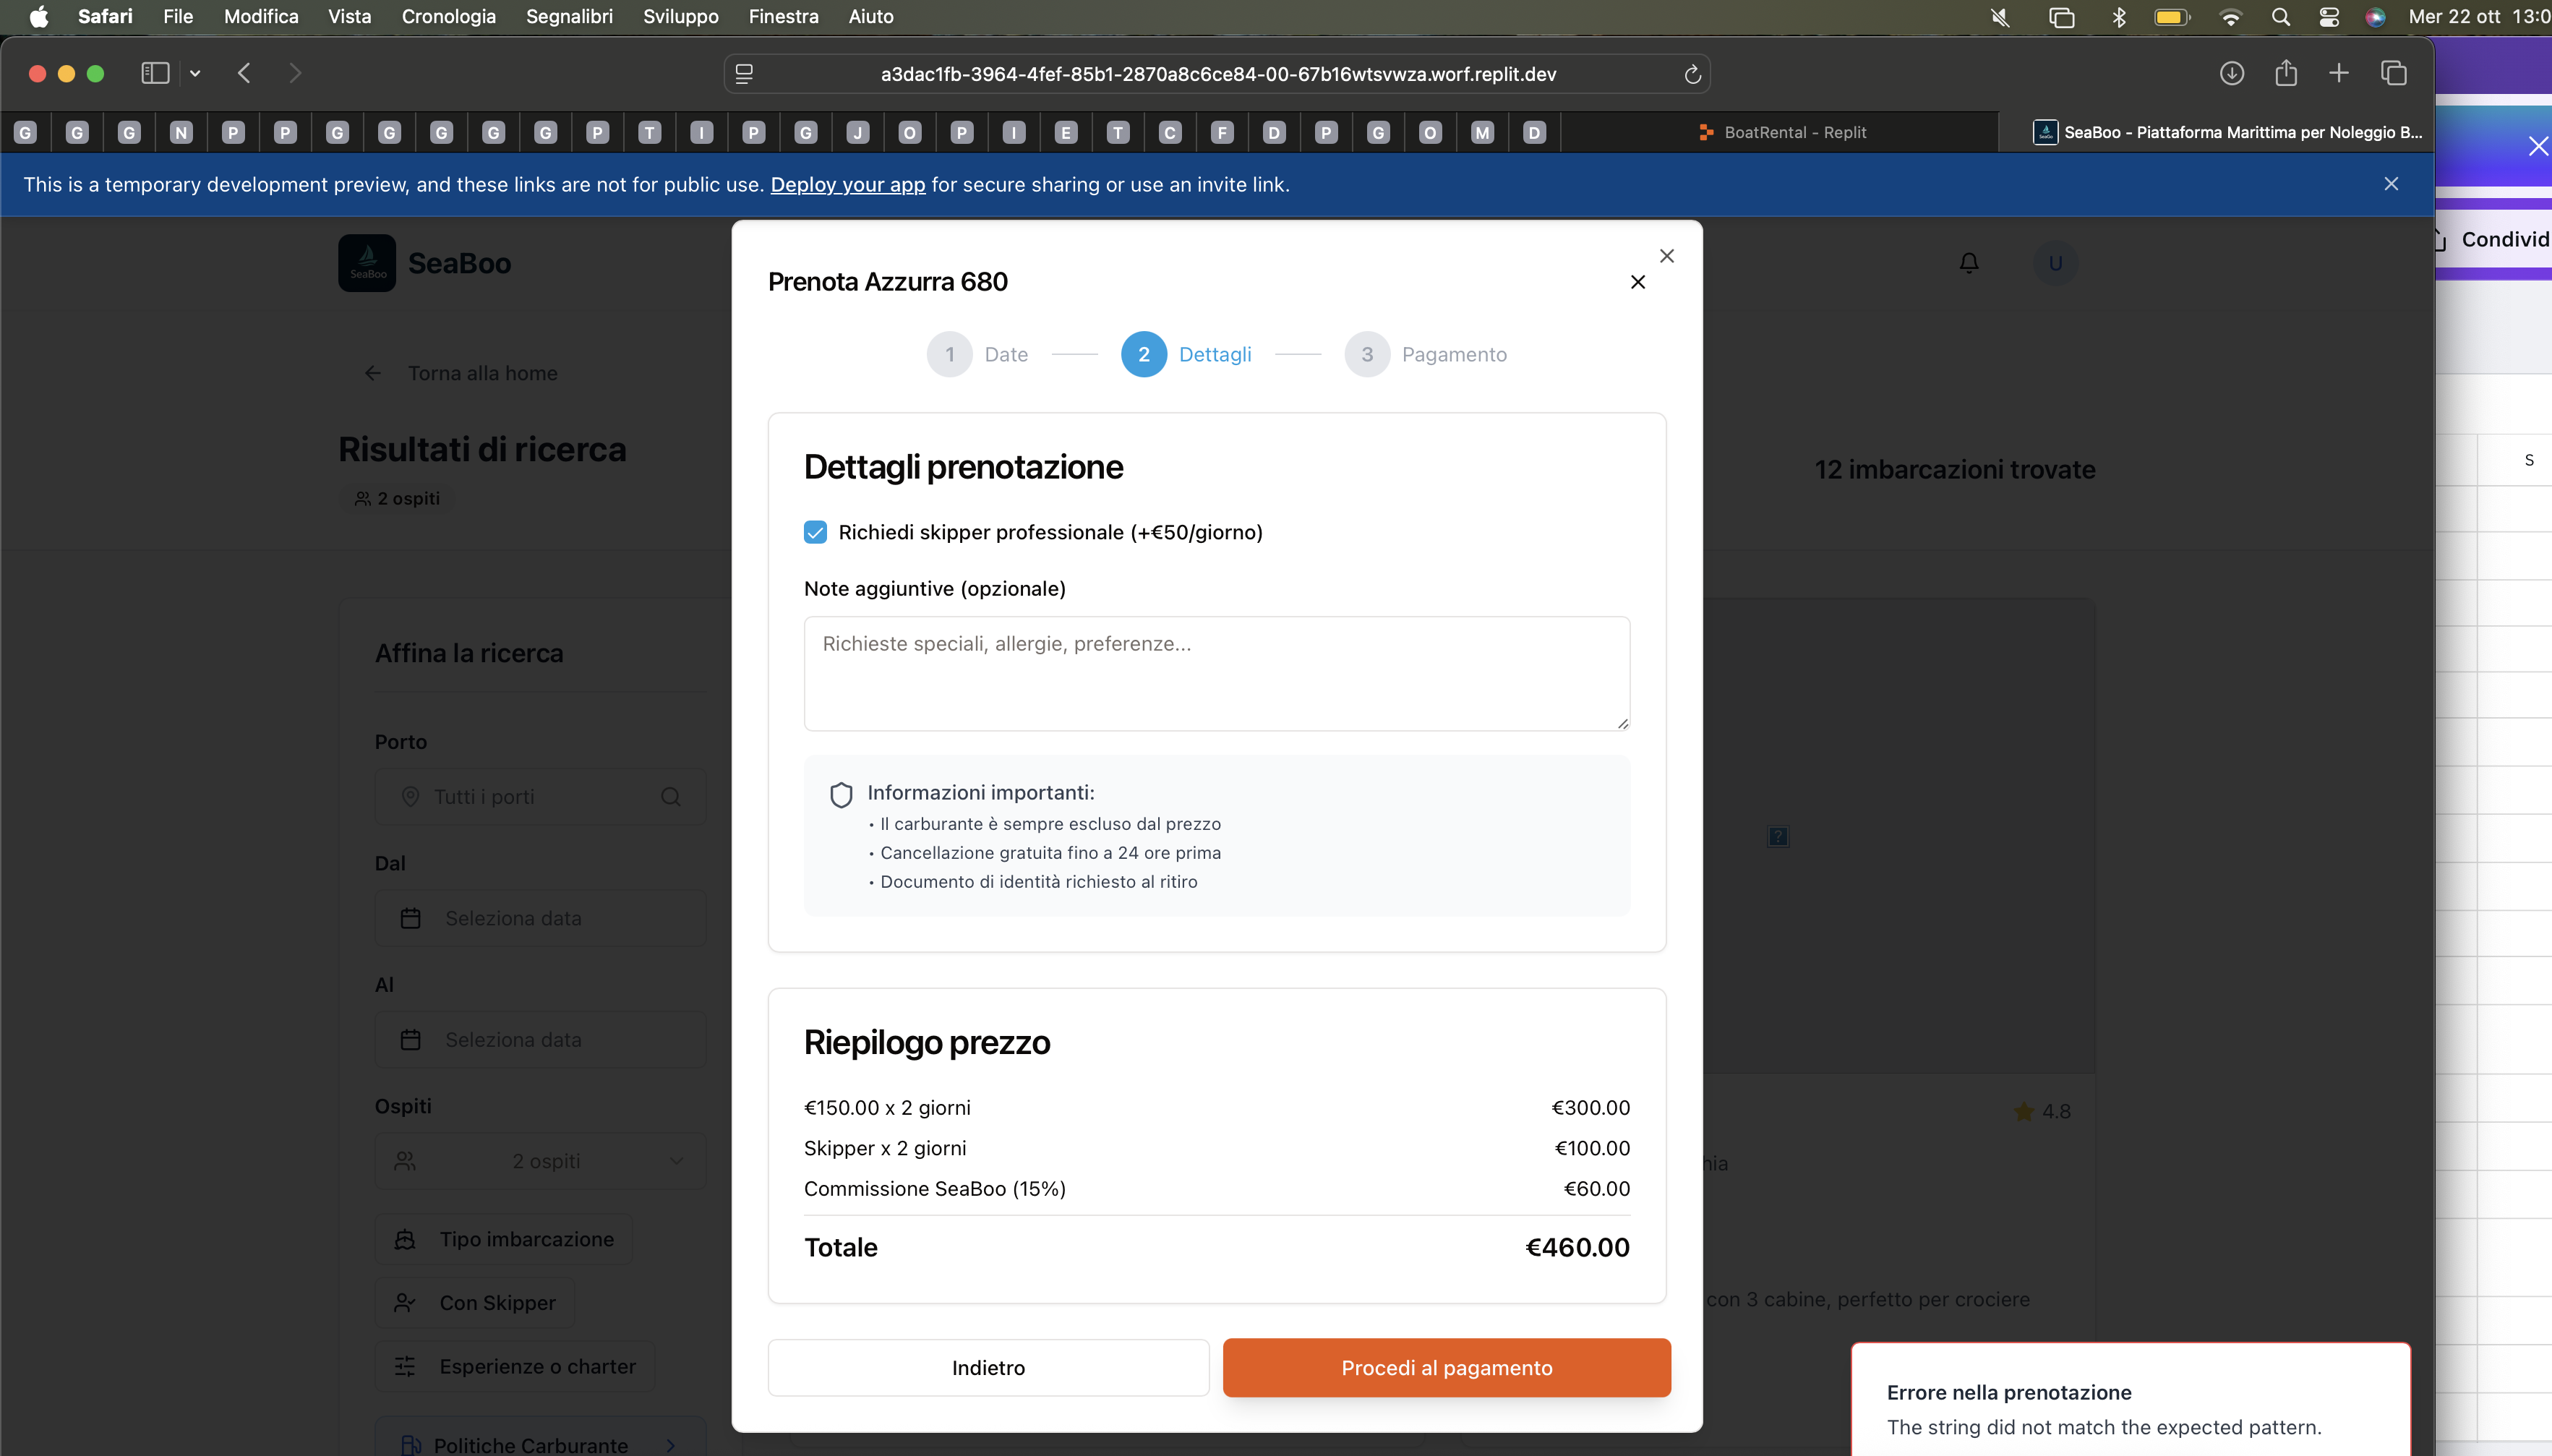 Safari File Modifica Vista Cronologia Segnalibri Sviluppo Finestra Aiuto Mer 22 ott 13:0
a3dac1fb-3964-4fef-85b1-2870a8c6ce84-00-67b16wtsvwza.worf.replit.dev
G G G N P P G G G G G P T I P G J O P I E T C F D P G O M D BoatRental - Replit SeaBoo - Piattaforma Marittima per Noleggio B...
This is a temporary development preview, and these links are not for public use. Deploy your app for secure sharing or use an invite link.
Condivid
S
SeaBoo SeaBoo
U
Torna alla home
Risultati di ricerca
2 ospiti
12 imbarcazioni trovate
Affina la ricerca
Porto
Tutti i porti
Dal
Seleziona data
Al
Seleziona data
Ospiti
2 ospiti
Tipo imbarcazione
Con Skipper
Esperienze o charter
Politiche Carburante
Prenota Azzurra 680
1 Date 2 Dettagli 3 Pagamento
Dettagli prenotazione
Richiedi skipper professionale (+€50/giorno)
Note aggiuntive (opzionale)
Richieste speciali, allergie, preferenze...
Informazioni importanti:
• Il carburante è sempre escluso dal prezzo
• Cancellazione gratuita fino a 24 ore prima
• Documento di identità richiesto al ritiro
Riepilogo prezzo
€150.00 x 2 giorni €300.00
Skipper x 2 giorni €100.00
Commissione SeaBoo (15%) €60.00
Totale €460.00
Indietro Procedi al pagamento
?
4.8
hia
con 3 cabine, perfetto per crociere
Errore nella prenotazione
The string did not match the expected pattern.